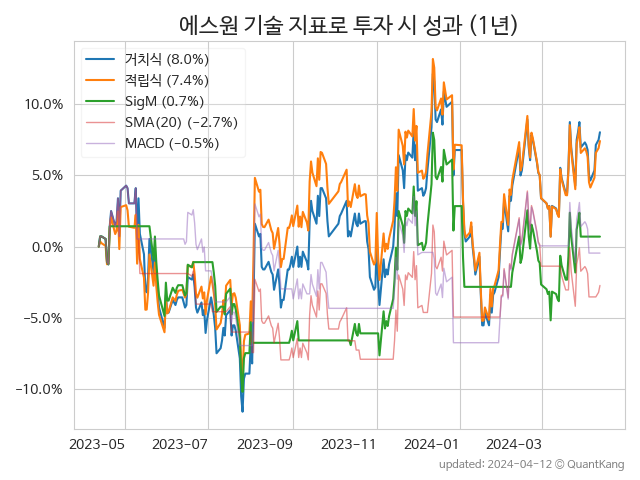 에스원 기술 지표로 투자 시 성과 (1년)
거치식 (8.0%)
적립식 (7.4%)
SigM (0.7%)
SMA(20) (−2.7%)
MACD (−0.5%)
10.0%
5.0%
0.0%
−5.0%
−10.0%
2023-05 2023-07 2023-09 2023-11 2024-01 2024-03
updated: 2024-04-12 ⓒ QuantKang